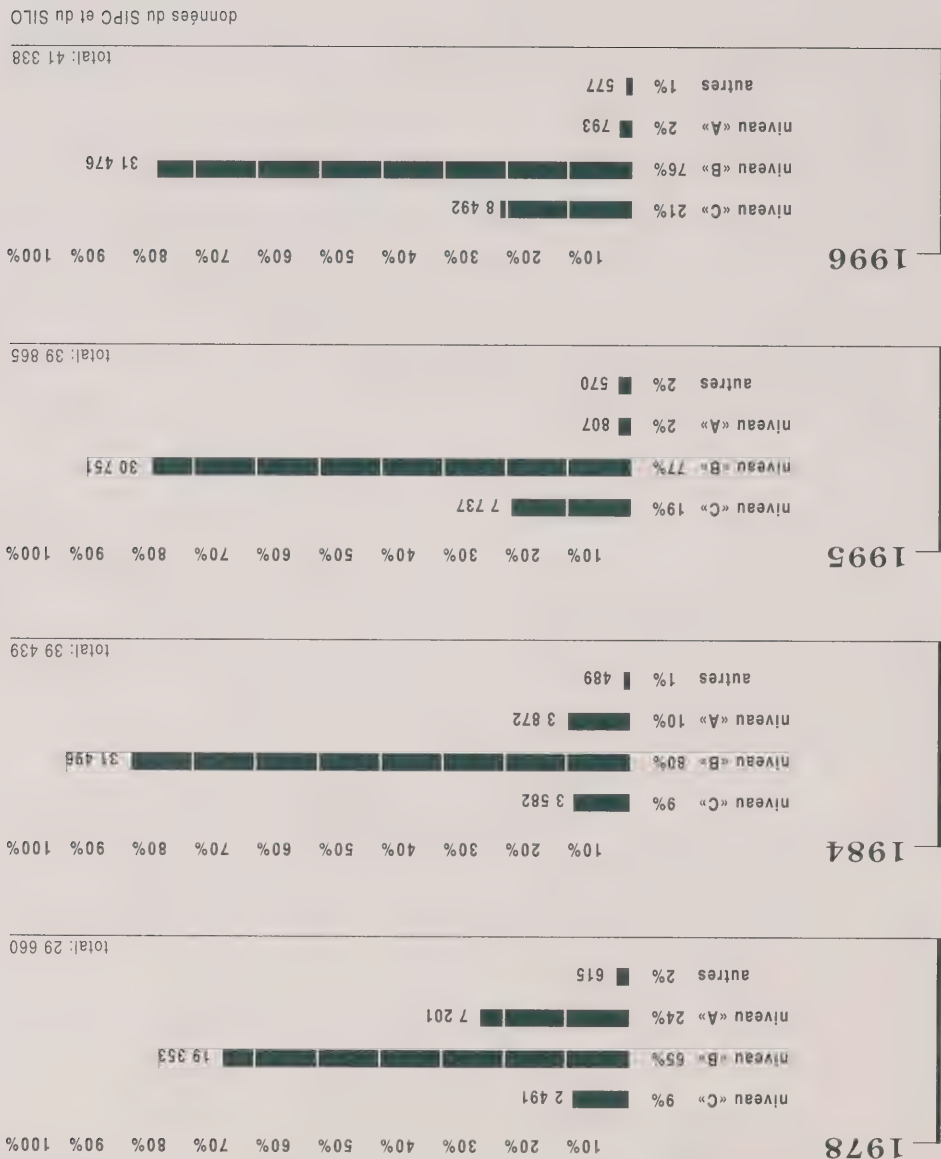 1978 10% 20% 30% 40% 50% 60% 70% 80% 90% 100%
niveau «C» 9% 2 491
niveau «B» 65% 19 353
niveau «A» 24% 7 201
autres 2% 615
total: 29 660
1984 10% 20% 30% 40% 50% 60% 70% 80% 90% 100%
niveau «C» 9% 3 582
niveau «B» 80% 31 496
niveau «A» 10% 3 872
autres 1% 489
total: 39 439
1995 10% 20% 30% 40% 50% 60% 70% 80% 90% 100%
niveau «C» 19% 7 737
niveau «B» 77% 30 751
niveau «A» 2% 807
autres 2% 570
total: 39 865
1996 10% 20% 30% 40% 50% 60% 70% 80% 90% 100%
niveau «C» 21% 8 492
niveau «B» 76% 31 476
niveau «A» 2% 793
autres 1% 577
total: 41 338
données du SIPC et du SILO